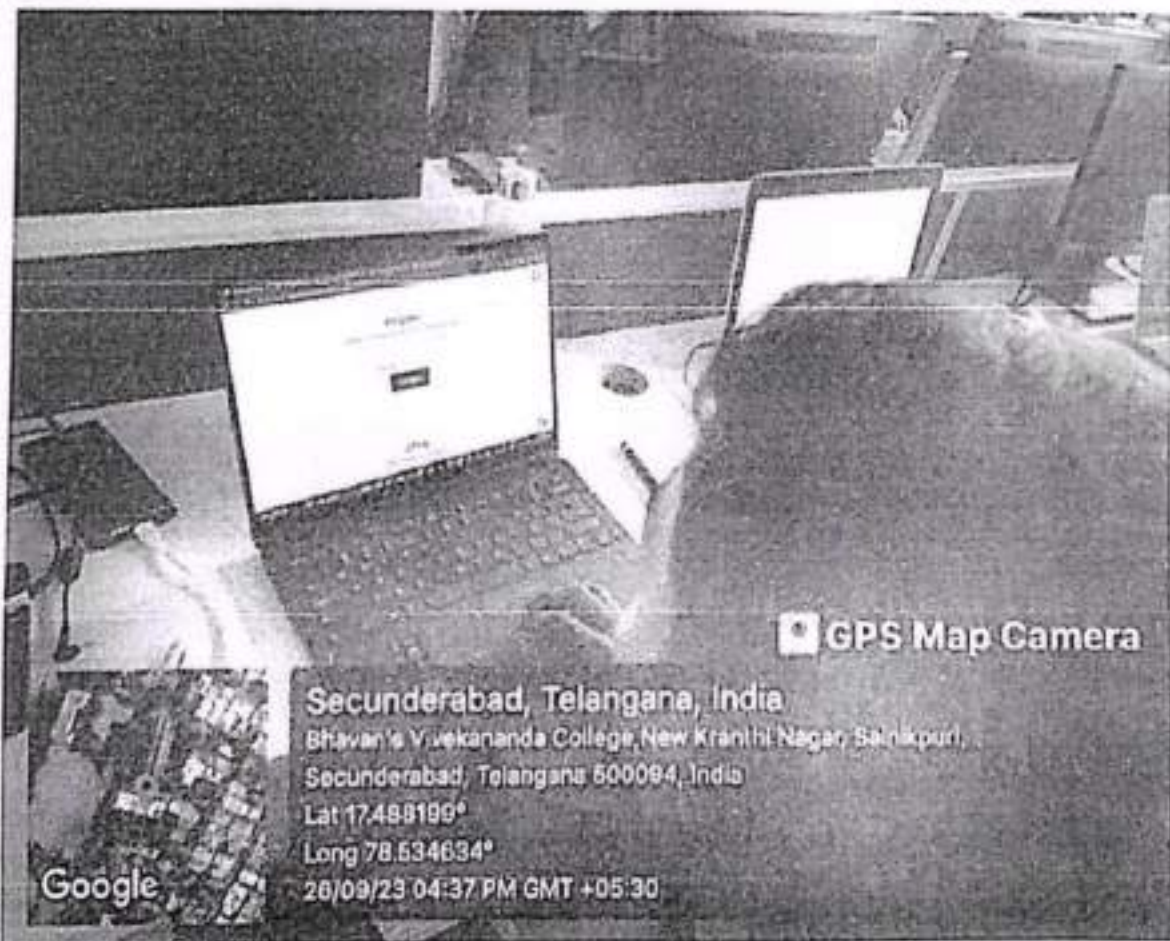 GPS Map Camera
Secunderabad, Telangana, India
Bhavan's Vivekananda College,New Kranthi Nagar, Sainikpuri,
Secunderabad, Telangana 500094, India
Lat 17.488199°
Long 78.534634°
26/09/23 04:37 PM GMT +05:30
Google